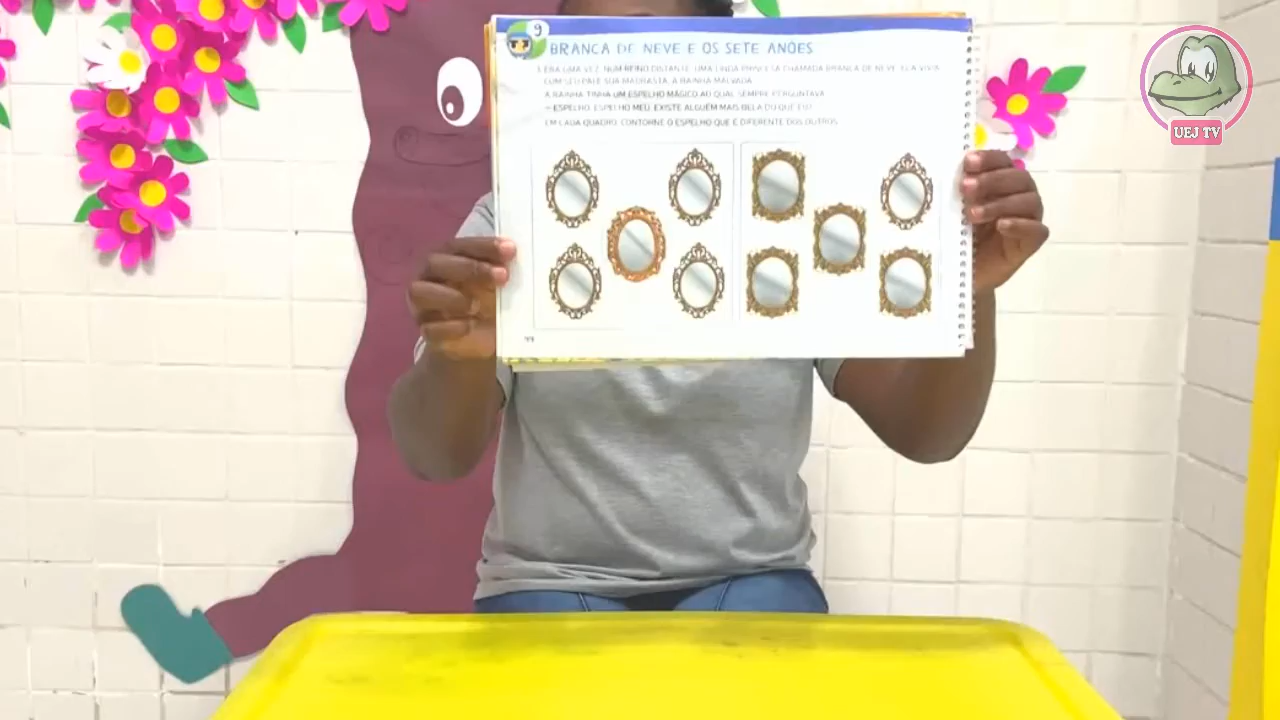 9
BRANCA DE NEVE E OS SETE ANÕES
1. ERA UMA VEZ, NUM REINO DISTANTE, UMA LINDA PRINCESA CHAMADA BRANCA DE NEVE. ELA VIVIA
COM SEU PAI E SUA MADRASTA, A RAINHA MALVADA.
A RAINHA TINHA UM ESPELHO MÁGICO AO QUAL SEMPRE PERGUNTAVA:
– ESPELHO, ESPELHO MEU, EXISTE ALGUÉM MAIS BELA DO QUE EU?
EM CADA QUADRO, CONTORNE O ESPELHO QUE É DIFERENTE DOS OUTROS.
UEJ TV